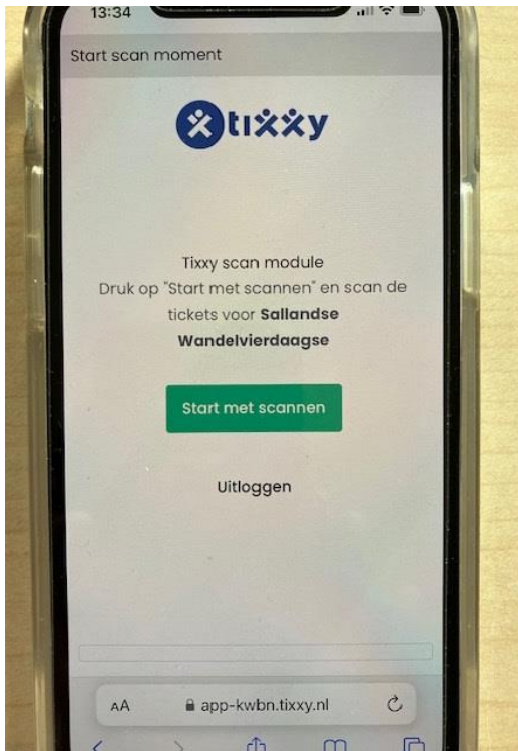 13:34
Start scan moment
tixxy
Tixxy scan module
Druk op "Start met scannen" en scan de
tickets voor Sallandse
Wandelvierdaagse
Start met scannen
Uitloggen
AA
app-kwbn.tixxy.nl